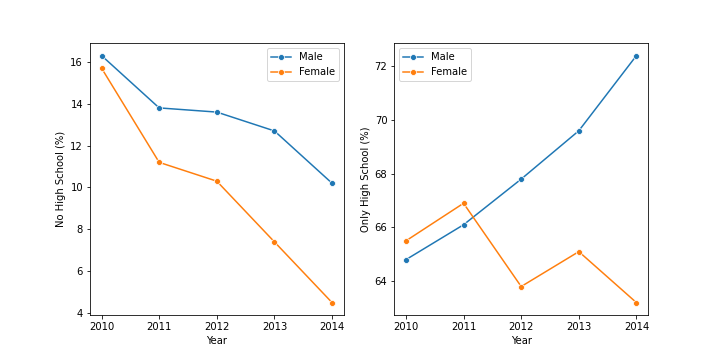 No High School (%)
16
14
12
10
8
6
4
2010 2011 2012 2013 2014
Year
Male
Female
Only High School (%)
72
70
68
66
64
2010 2011 2012 2013 2014
Year
Male
Female